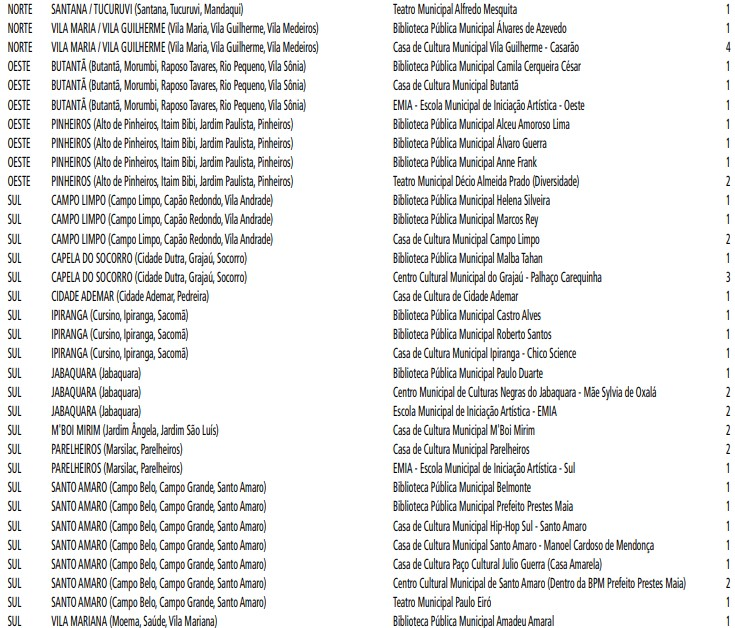 NORTE SANTANA / TUCURUVI (Santana, Tucuruvi, Mandaqui) Teatro Municipal Alfredo Mesquita 1
NORTE VILA MARIA / VILA GUILHERME (Vila Maria, Vila Guilherme, Vila Medeiros) Biblioteca Pública Municipal Álvares de Azevedo 1
NORTE VILA MARIA / VILA GUILHERME (Vila Maria, Vila Guilherme, Vila Medeiros) Casa de Cultura Municipal Vila Guilherme - Casarão 4
OESTE BUTANTÃ (Butantã, Morumbi, Raposo Tavares, Rio Pequeno, Vila Sônia) Biblioteca Pública Municipal Camila Cerqueira César 1
OESTE BUTANTÃ (Butantã, Morumbi, Raposo Tavares, Rio Pequeno, Vila Sônia) Casa de Cultura Municipal Butantã 1
OESTE BUTANTÃ (Butantã, Morumbi, Raposo Tavares, Rio Pequeno, Vila Sônia) EMIA - Escola Municipal de Iniciação Artística - Oeste 1
OESTE PINHEIROS (Alto de Pinheiros, Itaim Bibi, Jardim Paulista, Pinheiros) Biblioteca Pública Municipal Alceu Amoroso Lima 1
OESTE PINHEIROS (Alto de Pinheiros, Itaim Bibi, Jardim Paulista, Pinheiros) Biblioteca Pública Municipal Álvaro Guerra 1
OESTE PINHEIROS (Alto de Pinheiros, Itaim Bibi, Jardim Paulista, Pinheiros) Biblioteca Pública Municipal Anne Frank 1
OESTE PINHEIROS (Alto de Pinheiros, Itaim Bibi, Jardim Paulista, Pinheiros) Teatro Municipal Décio Almeida Prado (Diversidade) 2
SUL CAMPO LIMPO (Campo Limpo, Capão Redondo, Vila Andrade) Biblioteca Pública Municipal Helena Silveira 1
SUL CAMPO LIMPO (Campo Limpo, Capão Redondo, Vila Andrade) Biblioteca Pública Municipal Marcos Rey 1
SUL CAMPO LIMPO (Campo Limpo, Capão Redondo, Vila Andrade) Casa de Cultura Municipal Campo Limpo 2
SUL CAPELA DO SOCORRO (Cidade Dutra, Grajaú, Socorro) Biblioteca Pública Municipal Malba Tahan 1
SUL CAPELA DO SOCORRO (Cidade Dutra, Grajaú, Socorro) Centro Cultural Municipal do Grajaú - Palhaço Carequinha 3
SUL CIDADE ADEMAR (Cidade Ademar, Pedreira) Casa de Cultura de Cidade Ademar 1
SUL IPIRANGA (Cursino, Ipiranga, Sacomã) Biblioteca Pública Municipal Castro Alves 1
SUL IPIRANGA (Cursino, Ipiranga, Sacomã) Biblioteca Pública Municipal Roberto Santos 1
SUL IPIRANGA (Cursino, Ipiranga, Sacomã) Casa de Cultura Municipal Ipiranga - Chico Science 1
SUL JABAQUARA (Jabaquara) Biblioteca Pública Municipal Paulo Duarte 1
SUL JABAQUARA (Jabaquara) Centro Municipal de Culturas Negras do Jabaquara - Mãe Sylvia de Oxalá 2
SUL JABAQUARA (Jabaquara) Escola Municipal de Iniciação Artística - EMIA 2
SUL M'BOI MIRIM (Jardim Ângela, Jardim São Luís) Casa de Cultura Municipal M'Boi Mirim 2
SUL PARELHEIROS (Marsilac, Parelheiros) Casa de Cultura Municipal Parelheiros 2
SUL PARELHEIROS (Marsilac, Parelheiros) EMIA - Escola Municipal de Iniciação Artística - Sul 1
SUL SANTO AMARO (Campo Belo, Campo Grande, Santo Amaro) Biblioteca Pública Municipal Belmonte 1
SUL SANTO AMARO (Campo Belo, Campo Grande, Santo Amaro) Biblioteca Pública Municipal Prefeito Prestes Maia 1
SUL SANTO AMARO (Campo Belo, Campo Grande, Santo Amaro) Casa de Cultura Municipal Hip-Hop Sul - Santo Amaro 1
SUL SANTO AMARO (Campo Belo, Campo Grande, Santo Amaro) Casa de Cultura Municipal Santo Amaro - Manoel Cardoso de Mendonça 1
SUL SANTO AMARO (Campo Belo, Campo Grande, Santo Amaro) Casa de Cultura Paço Cultural Julio Guerra (Casa Amarela) 1
SUL SANTO AMARO (Campo Belo, Campo Grande, Santo Amaro) Centro Cultural Municipal de Santo Amaro (Dentro da BPM Prefeito Prestes Maia) 2
SUL SANTO AMARO (Campo Belo, Campo Grande, Santo Amaro) Teatro Municipal Paulo Eiró 1
SUL VILA MARIANA (Moema, Saúde, Vila Mariana) Biblioteca Pública Municipal Amadeu Amaral 1